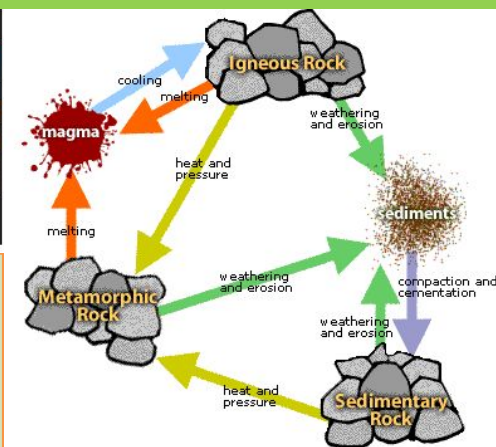 Igneous Rock
cooling
melting
magma
weathering
and erosion
heat and
pressure
sediments
melting
weathering
and erosion
compaction and
cementation
Metamorphic
Rock
weathering
and erosion
heat and
pressure
Sedimentary
Rock